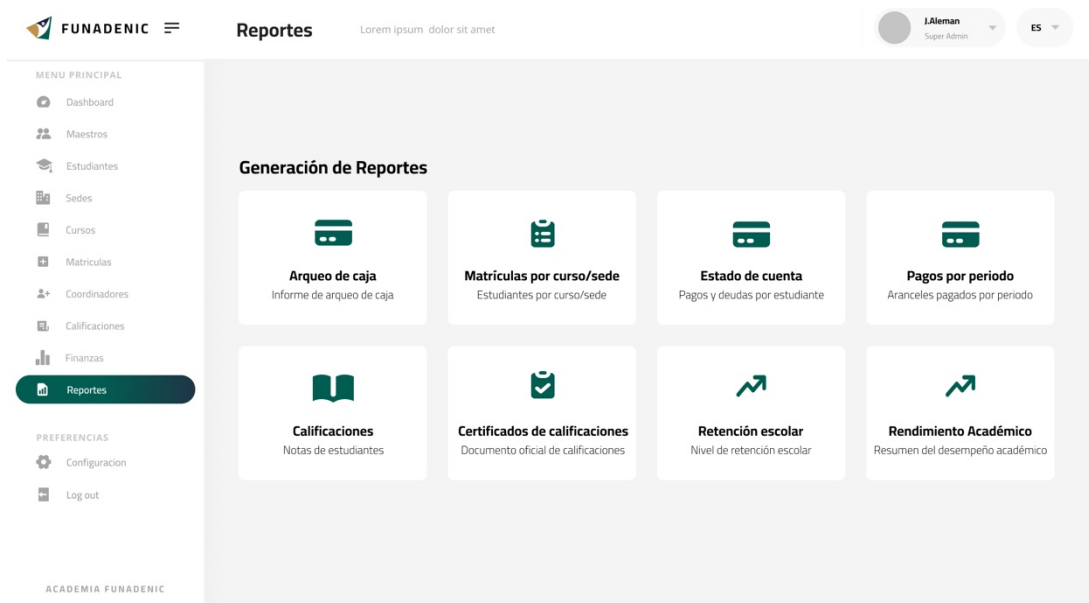 FUNADENIC
Reportes
Lorem ipsum dolor sit amet
J.Aleman
Super Admin
ES
MENU PRINCIPAL
Dashboard
Maestros
Estudiantes
Sedes
Cursos
Matriculas
Coordinadores
Calificaciones
Finanzas
Reportes
PREFERENCIAS
Configuracion
Log out
ACADEMIA FUNADENIC
Generación de Reportes
Arqueo de caja
Informe de arqueo de caja
Matrículas por curso/sede
Estudiantes por curso/sede
Estado de cuenta
Pagos y deudas por estudiante
Pagos por periodo
Aranceles pagados por periodo
Calificaciones
Notas de estudiantes
Certificados de calificaciones
Documento oficial de calificaciones
Retención escolar
Nivel de retención escolar
Rendimiento Académico
Resumen del desempeño académico